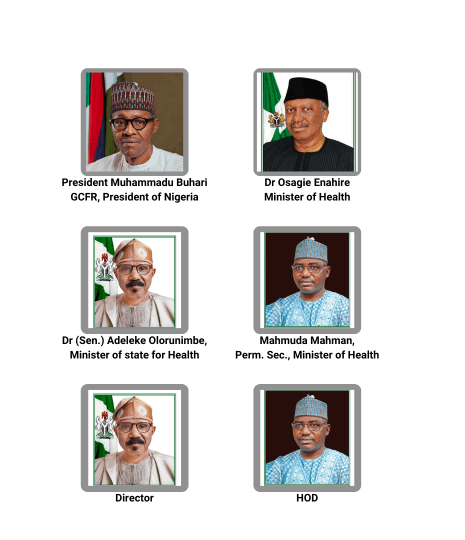 President Muhammadu Buhari
GCFR, President of Nigeria
Dr Osagie Enahire
Minister of Health
Dr (Sen.) Adeleke Olorunimbe,
Minister of state for Health
Mahmuda Mahman,
Perm. Sec., Minister of Health
Director
HOD